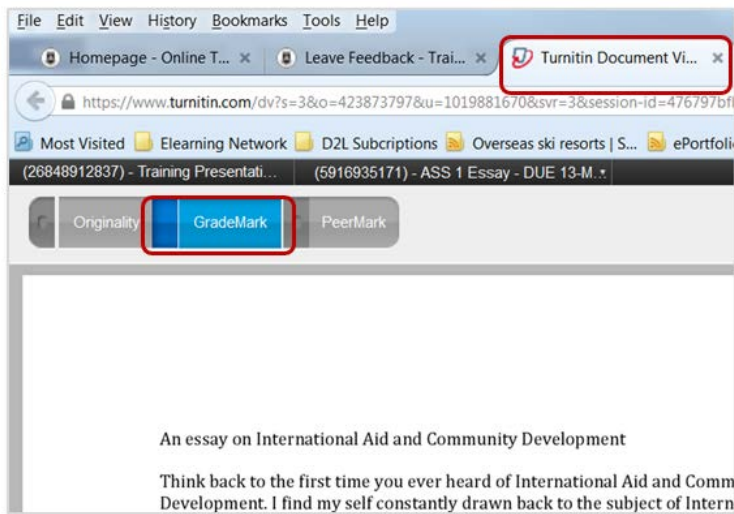 File Edit View History Bookmarks Tools Help
Homepage - Online T... × Leave Feedback - Trai... × Turnitin Document Vi... ×
https://www.turnitin.com/dv?s=3&o=423873797&u=1019881670&svr=3&session-id=476797bf
Most Visited Elearning Network D2L Subcriptions Overseas ski resorts | S... ePortfoli
(26848912837) - Training Presentati... (5916935171) - ASS 1 Essay - DUE 13-M...
Originality GradeMark PeerMark
An essay on International Aid and Community Development
Think back to the first time you ever heard of International Aid and Comm
Development. I find my self constantly drawn back to the subject of Intern